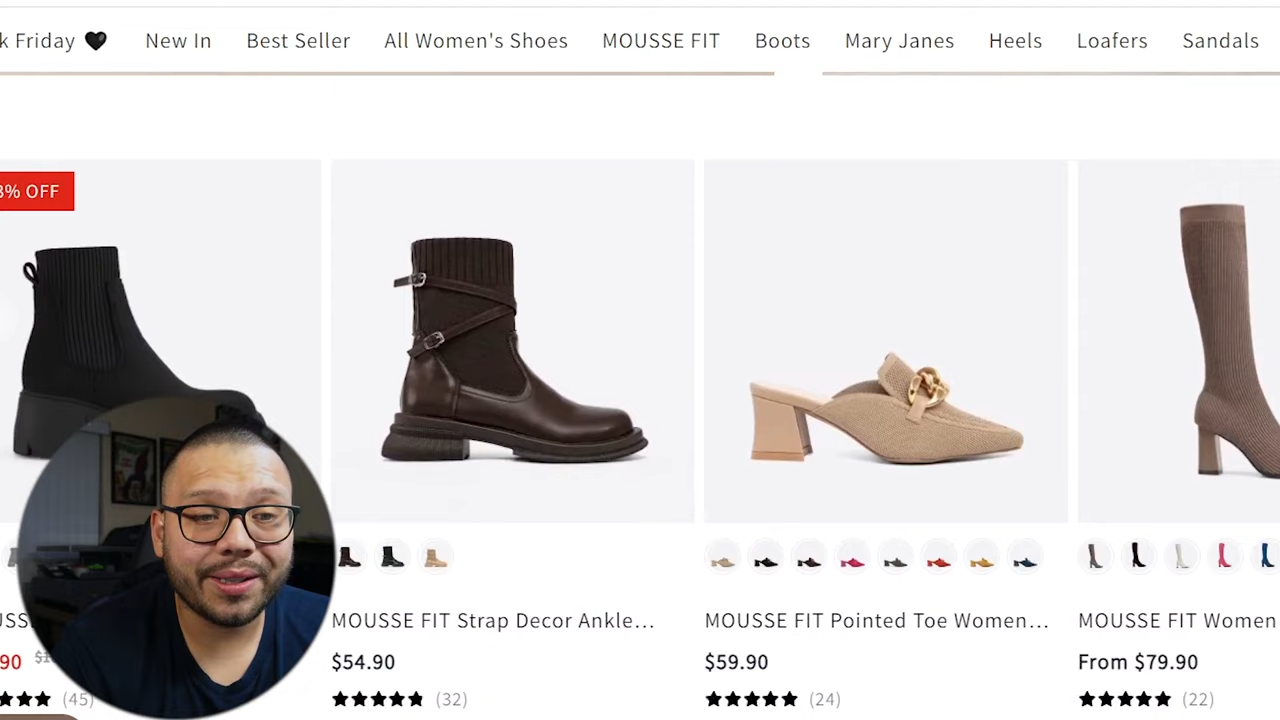 k Friday 🖤 New In Best Seller All Women's Shoes MOUSSE FIT Boots Mary Janes Heels Loafers Sandals
% OFF
MOUSSE FIT Strap Decor Ankle... MOUSSE FIT Pointed Toe Women... MOUSSE FIT Women
90 $54.90 $59.90 From $79.90
(45) (32) (24) (22)